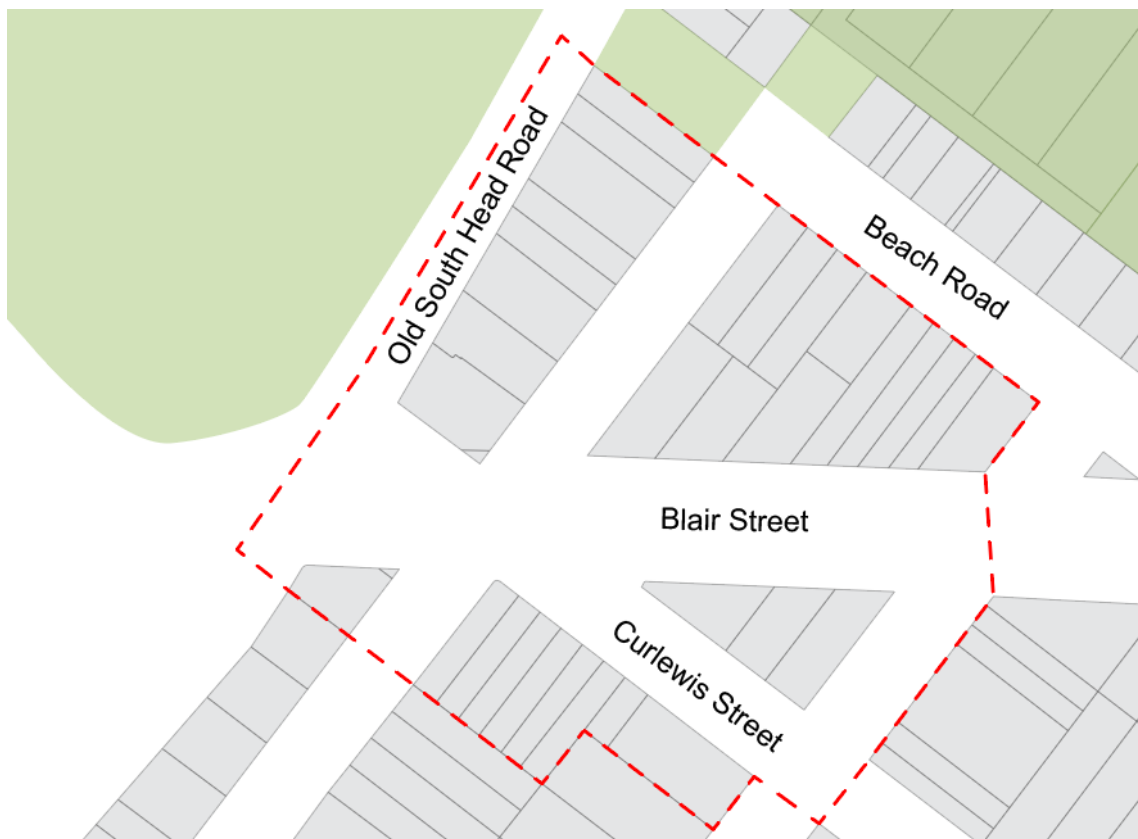 Old South Head Road
Beach Road
Blair Street
Curlewis Street